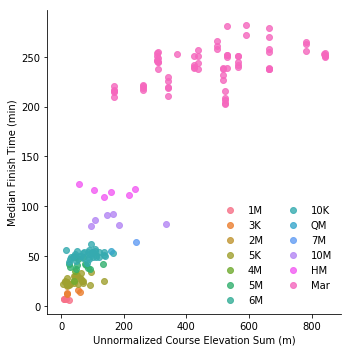 250
200
150
100
50
0
Median Finish Time (min)
1M
3K
2M
5K
4M
5M
6M
10K
QM
7M
10M
HM
Mar
0 200 400 600 800
Unnormalized Course Elevation Sum (m)